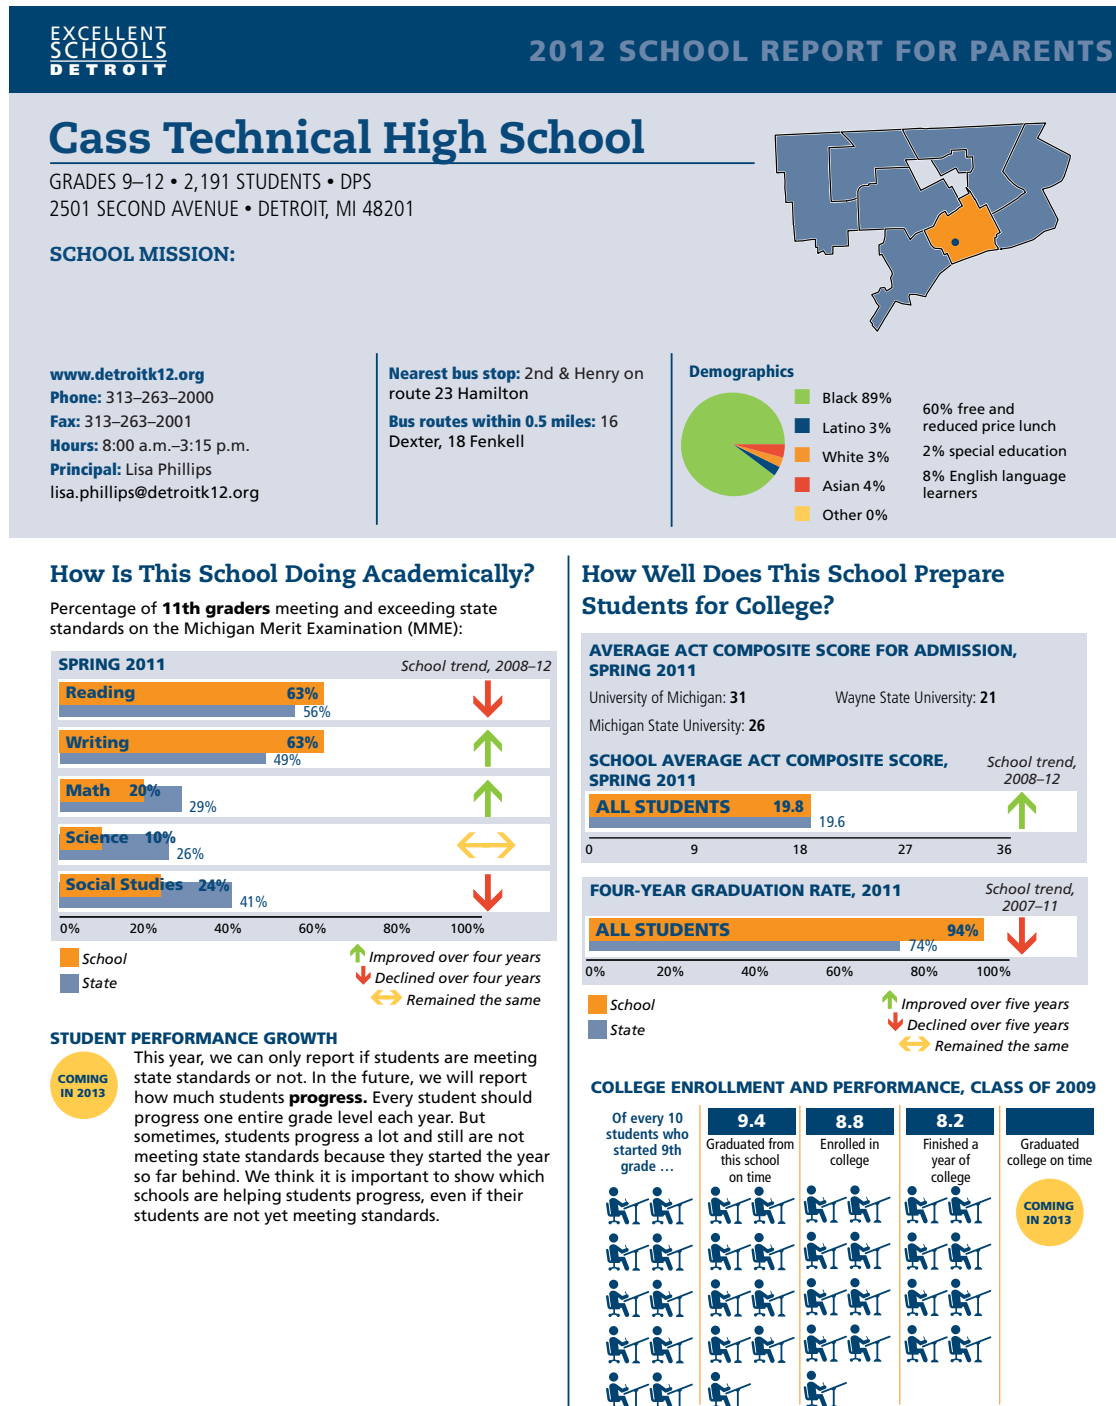 EXCELLENT
SCHOOLS
DETROIT
2012 SCHOOL REPORT FOR PARENTS
Cass Technical High School
GRADES 9–12 • 2,191 STUDENTS • DPS
2501 SECOND AVENUE • DETROIT, MI 48201
SCHOOL MISSION:
www.detroitk12.org
Phone: 313–263–2000
Fax: 313–263–2001
Hours: 8:00 a.m.–3:15 p.m.
Principal: Lisa Phillips
lisa.phillips@detroitk12.org
Nearest bus stop: 2nd & Henry on
route 23 Hamilton
Bus routes within 0.5 miles: 16
Dexter, 18 Fenkell
Demographics
Black 89%
Latino 3%
White 3%
Asian 4%
Other 0%
60% free and
reduced price lunch
2% special education
8% English language
learners
How Is This School Doing Academically?
Percentage of 11th graders meeting and exceeding state
standards on the Michigan Merit Examination (MME):
SPRING 2011
School trend, 2008–12
Reading 63%
56%
Writing 63%
49%
Math 20%
29%
Science 10%
26%
Social Studies 24%
41%
0% 20% 40% 60% 80% 100%
School
State
Improved over four years
Declined over four years
Remained the same
STUDENT PERFORMANCE GROWTH
COMING
IN 2013
This year, we can only report if students are meeting
state standards or not. In the future, we will report
how much students progress. Every student should
progress one entire grade level each year. But
sometimes, students progress a lot and still are not
meeting state standards because they started the year
so far behind. We think it is important to show which
schools are helping students progress, even if their
students are not yet meeting standards.
How Well Does This School Prepare
Students for College?
AVERAGE ACT COMPOSITE SCORE FOR ADMISSION,
SPRING 2011
University of Michigan: 31 Wayne State University: 21
Michigan State University: 26
SCHOOL AVERAGE ACT COMPOSITE SCORE,
SPRING 2011
School trend,
2008–12
ALL STUDENTS 19.8
19.6
0 9 18 27 36
FOUR-YEAR GRADUATION RATE, 2011
School trend,
2007–11
ALL STUDENTS 94%
74%
0% 20% 40% 60% 80% 100%
School
State
Improved over five years
Declined over five years
Remained the same
COLLEGE ENROLLMENT AND PERFORMANCE, CLASS OF 2009
Of every 10
students who
started 9th
grade …
9.4
Graduated from
this school
on time
8.8
Enrolled in
college
8.2
Finished a
year of
college
Graduated
college on time
COMING
IN 2013